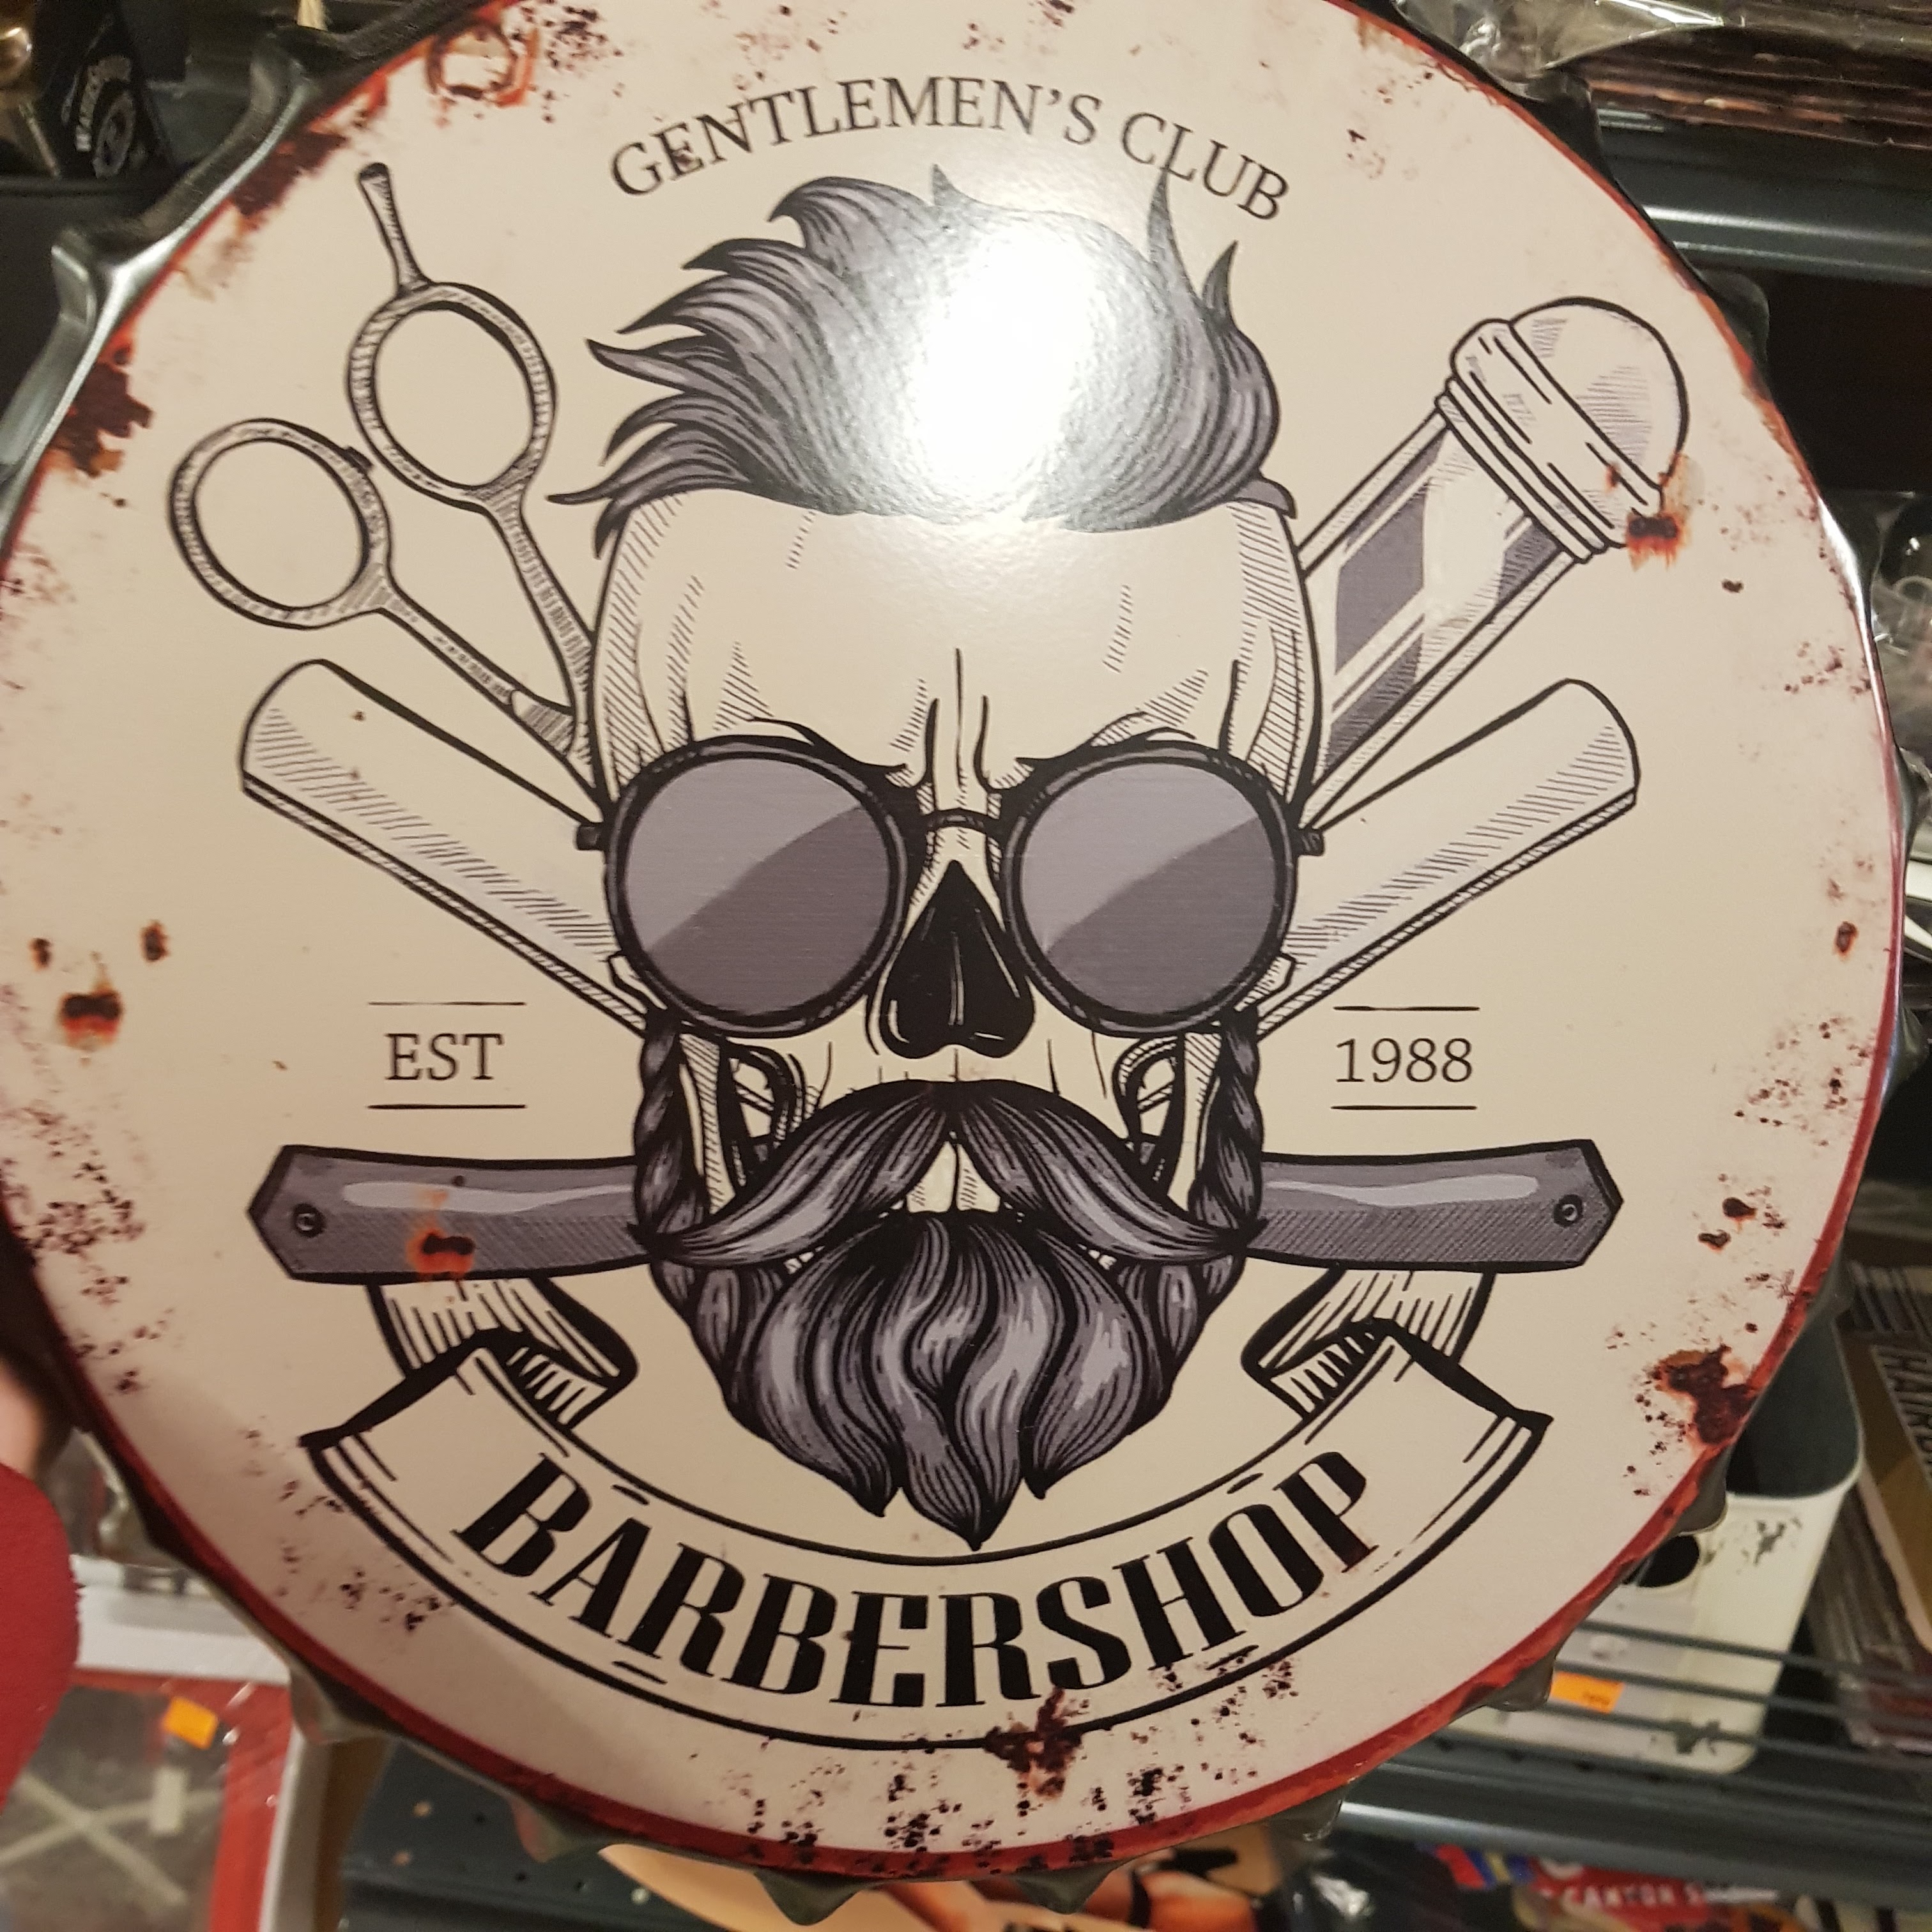 GENTLEMEN'S CLUB
EST
1988
BARBERSHOP